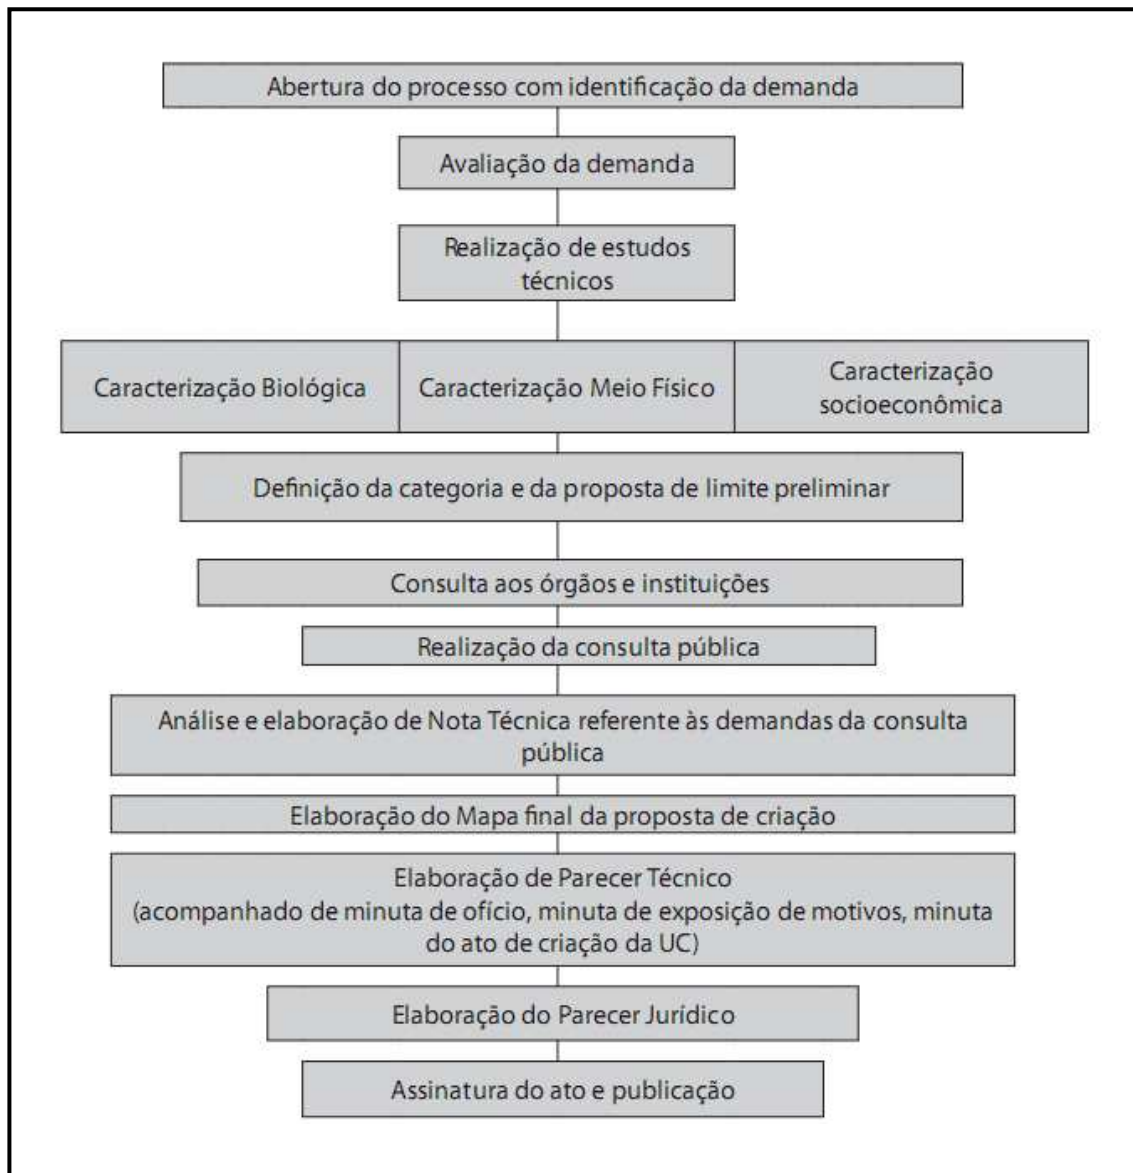 Abertura do processo com identificação da demanda
Avaliação da demanda
Realização de estudos
técnicos
Caracterização Biológica
Caracterização Meio Físico
Caracterização
socioeconômica
Definição da categoria e da proposta de limite preliminar
Consulta aos órgãos e instituições
Realização da consulta pública
Análise e elaboração de Nota Técnica referente às demandas da consulta
pública
Elaboração do Mapa final da proposta de criação
Elaboração de Parecer Técnico
(acompanhado de minuta de ofício, minuta de exposição de motivos, minuta
do ato de criação da UC)
Elaboração do Parecer Jurídico
Assinatura do ato e publicação